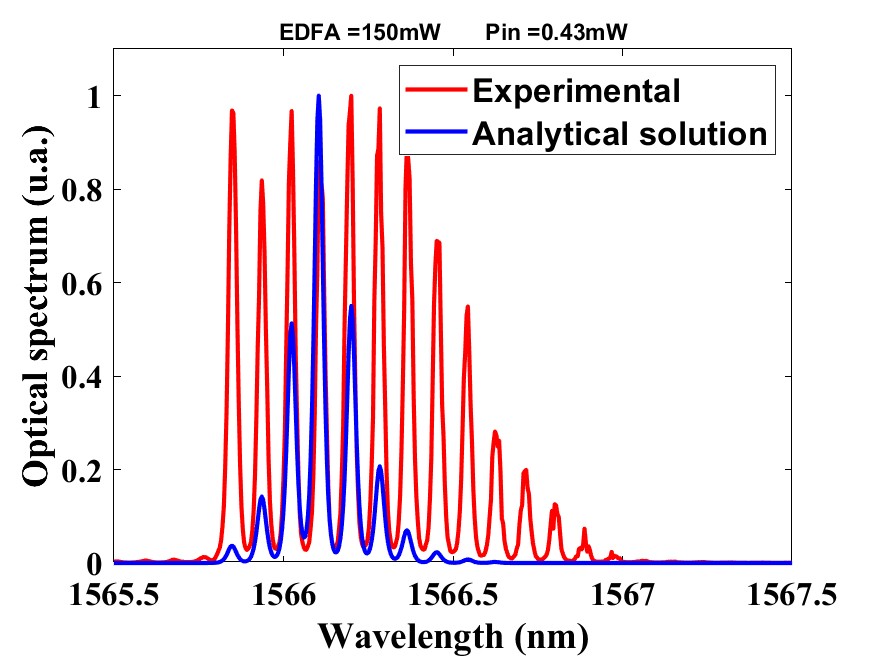 EDFA =150mW Pin =0.43mW
Experimental
Analytical solution
Optical spectrum (u.a.)
1
0.8
0.6
0.4
0.2
0
1565.5 1566 1566.5 1567 1567.5
Wavelength (nm)